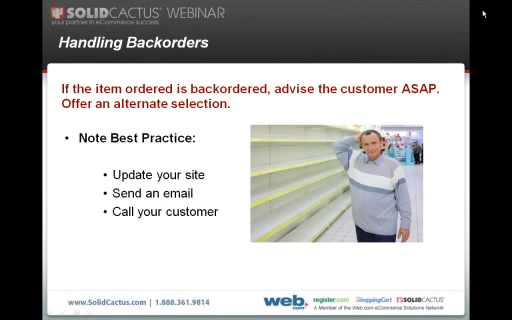 SOLIDCACTUS WEBINAR
your partner in eCommerce success
Handling Backorders
If the item ordered is backordered, advise the customer ASAP.
Offer an alternate selection.
• Note Best Practice:
• Update your site
• Send an email
• Call your customer
www.SolidCactus.com | 1.888.361.9814
web.com register.com 1ShoppingCart SOLIDCACTUS
A Member of the Web.com eCommerce Solutions Network